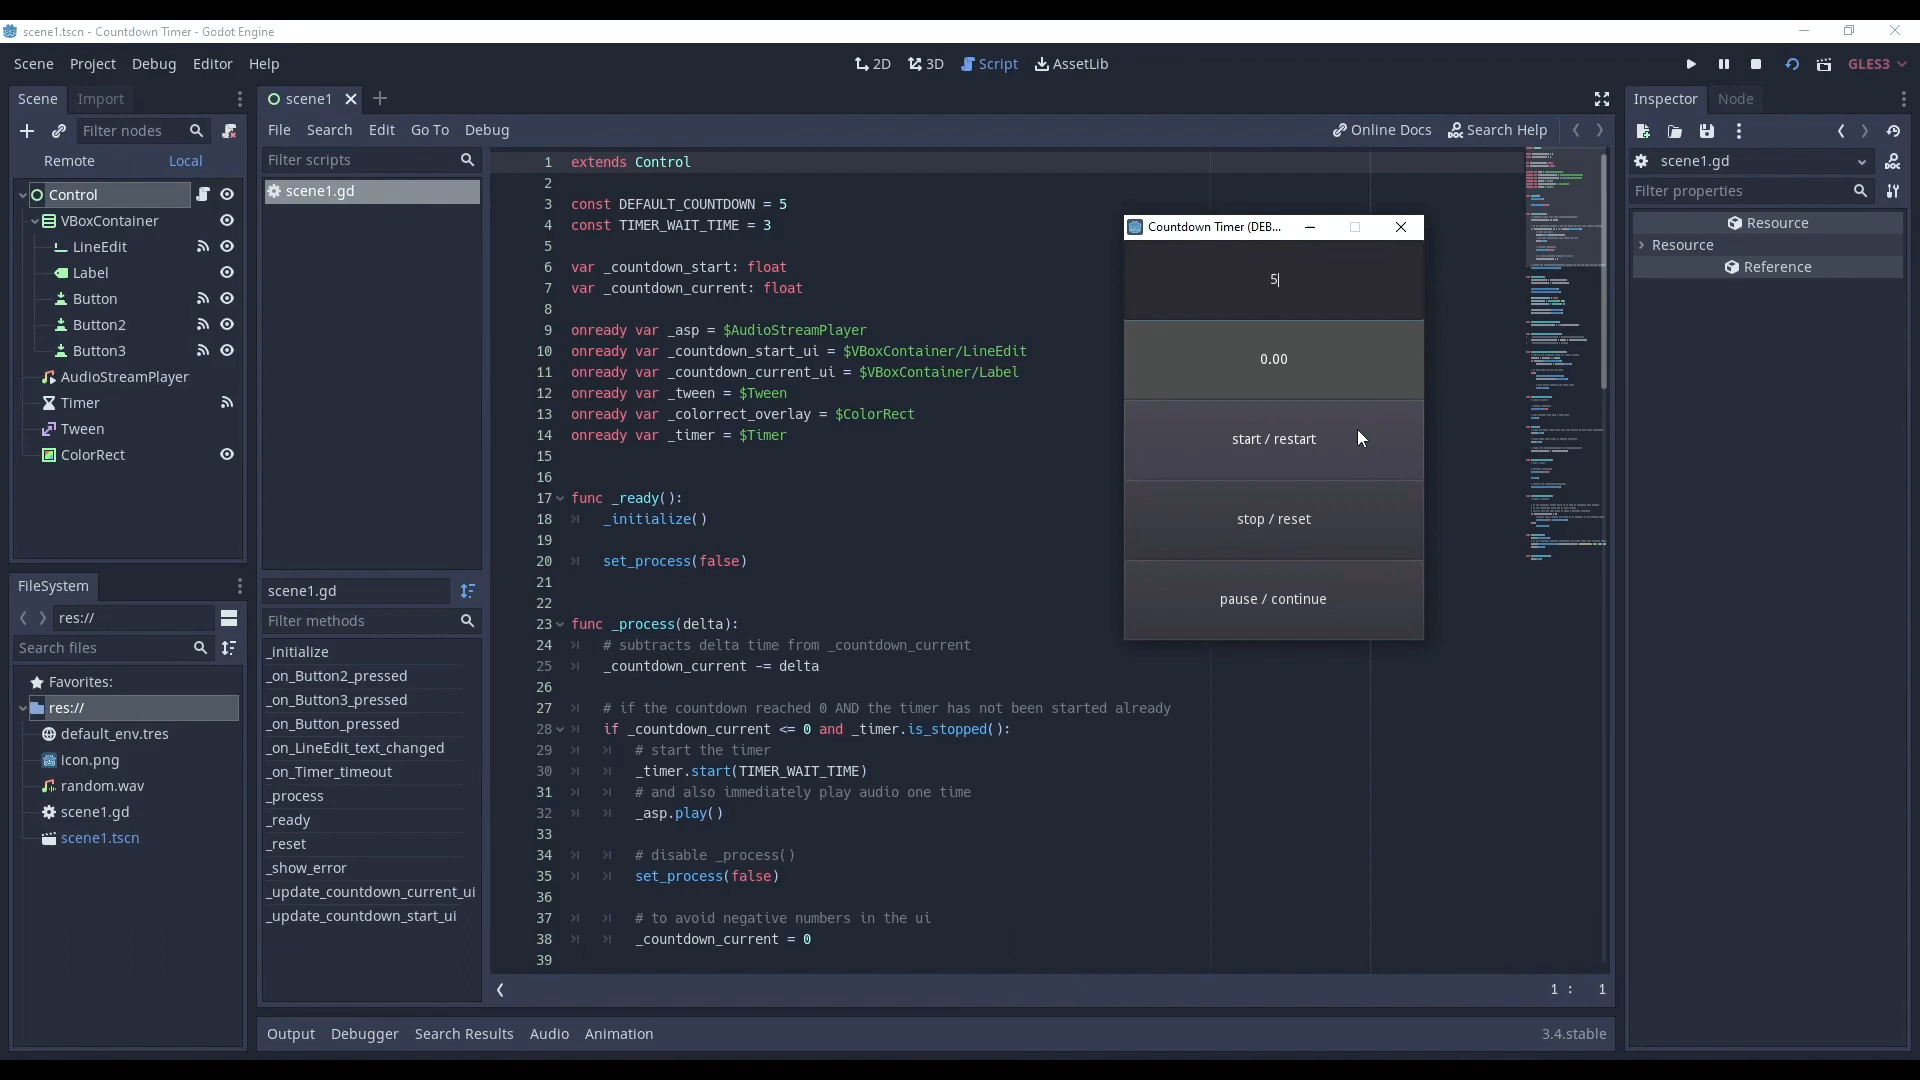 scene1.tscn - Countdown Timer - Godot Engine
Scene Project Debug Editor Help
2D 3D Script AssetLib
GLES3
Scene Import
Filter nodes
Remote Local
Control
VBoxContainer
LineEdit
Label
Button
Button2
Button3
AudioStreamPlayer
Timer
Tween
ColorRect
FileSystem
res://
Search files
Favorites:
res://
default_env.tres
icon.png
random.wav
scene1.gd
scene1.tscn
scene1
File Search Edit Go To Debug
Online Docs Search Help
Filter scripts
scene1.gd
scene1.gd
Filter methods
_initialize
_on_Button2_pressed
_on_Button3_pressed
_on_Button_pressed
_on_LineEdit_text_changed
_on_Timer_timeout
_process
_ready
_reset
_show_error
_update_countdown_current_ui
_update_countdown_start_ui
1 extends Control
2
3 const DEFAULT_COUNTDOWN = 5
4 const TIMER_WAIT_TIME = 3
5
6 var _countdown_start: float
7 var _countdown_current: float
8
9 onready var _asp = $AudioStreamPlayer
10 onready var _countdown_start_ui = $VBoxContainer/LineEdit
11 onready var _countdown_current_ui = $VBoxContainer/Label
12 onready var _tween = $Tween
13 onready var _colorrect_overlay = $ColorRect
14 onready var _timer = $Timer
15
16
17 func _ready():
18 _initialize()
19
20 set_process(false)
21
22
23 func _process(delta):
24 # subtracts delta time from _countdown_current
25 _countdown_current -= delta
26
27 # if the countdown reached 0 AND the timer has not been started already
28 if _countdown_current <= 0 and _timer.is_stopped():
29 # start the timer
30 _timer.start(TIMER_WAIT_TIME)
31 # and also immediately play audio one time
32 _asp.play()
33
34 # disable _process()
35 set_process(false)
36
37 # to avoid negative numbers in the ui
38 _countdown_current = 0
39
1 : 1
Countdown Timer (DEB...
5
0.00
start / restart
stop / reset
pause / continue
Output Debugger Search Results Audio Animation
3.4.stable
Inspector Node
scene1.gd
Filter properties
Resource
Resource
Reference